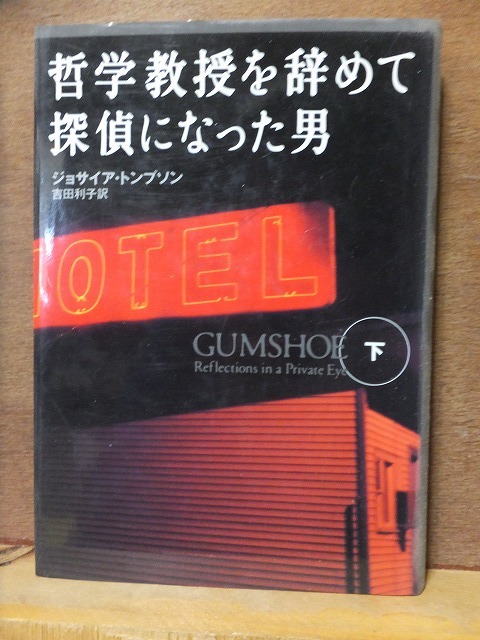 哲学教授を辞めて
探偵になった男
ジョサイア・トンプソン
吉田利子訳
MOTEL
GUMSHOE
下
Reflections in a Private Eye